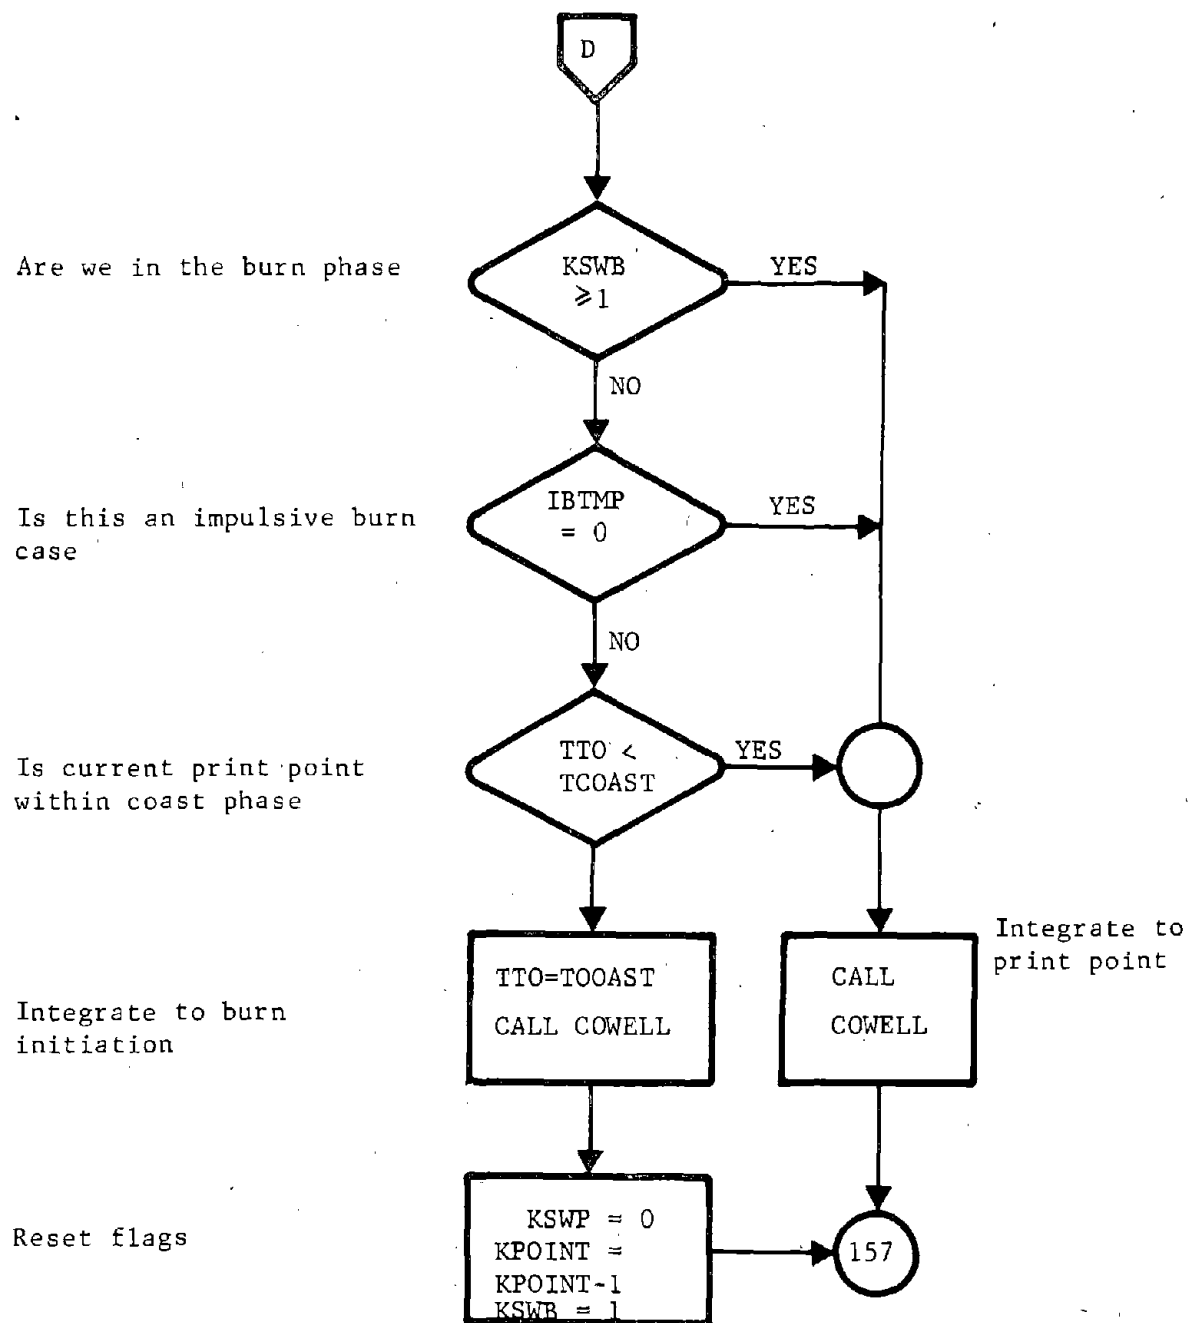 D
Are we in the burn phase
KSWB
≥1
YES
NO
Is this an impulsive burn
case
IBTMP
= 0
YES
NO
Is current print point
within coast phase
TTO <
TCOAST
YES
Integrate to burn
initiation
TTO=TOOAST
CALL COWELL
CALL
COWELL
Integrate to
print point
Reset flags
KSWP = 0
KPOINT =
KPOINT-1
KSWB = 1
157